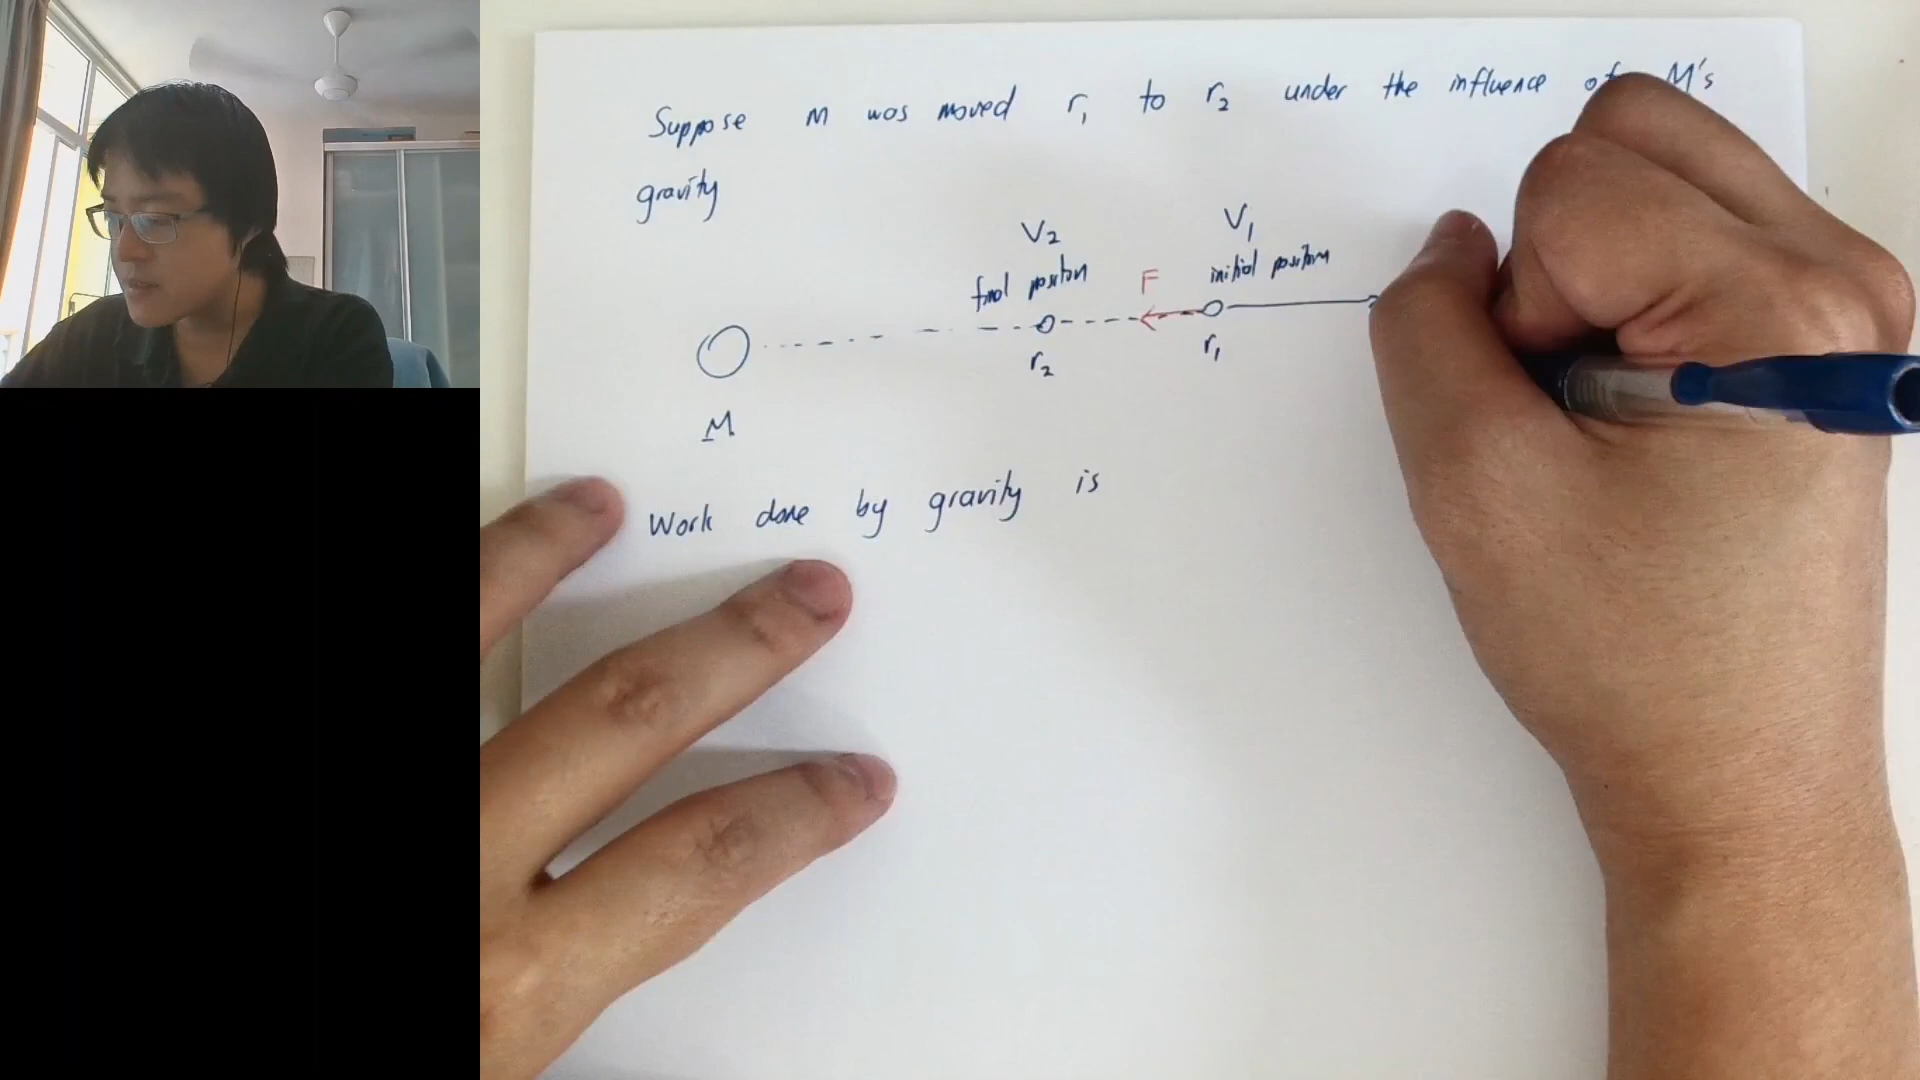 Suppose m was moved r₁ to r₂ under the influence of M's
gravity
V₂ V₁
final position F initial position
r₂ r₁
M
Work done by gravity is